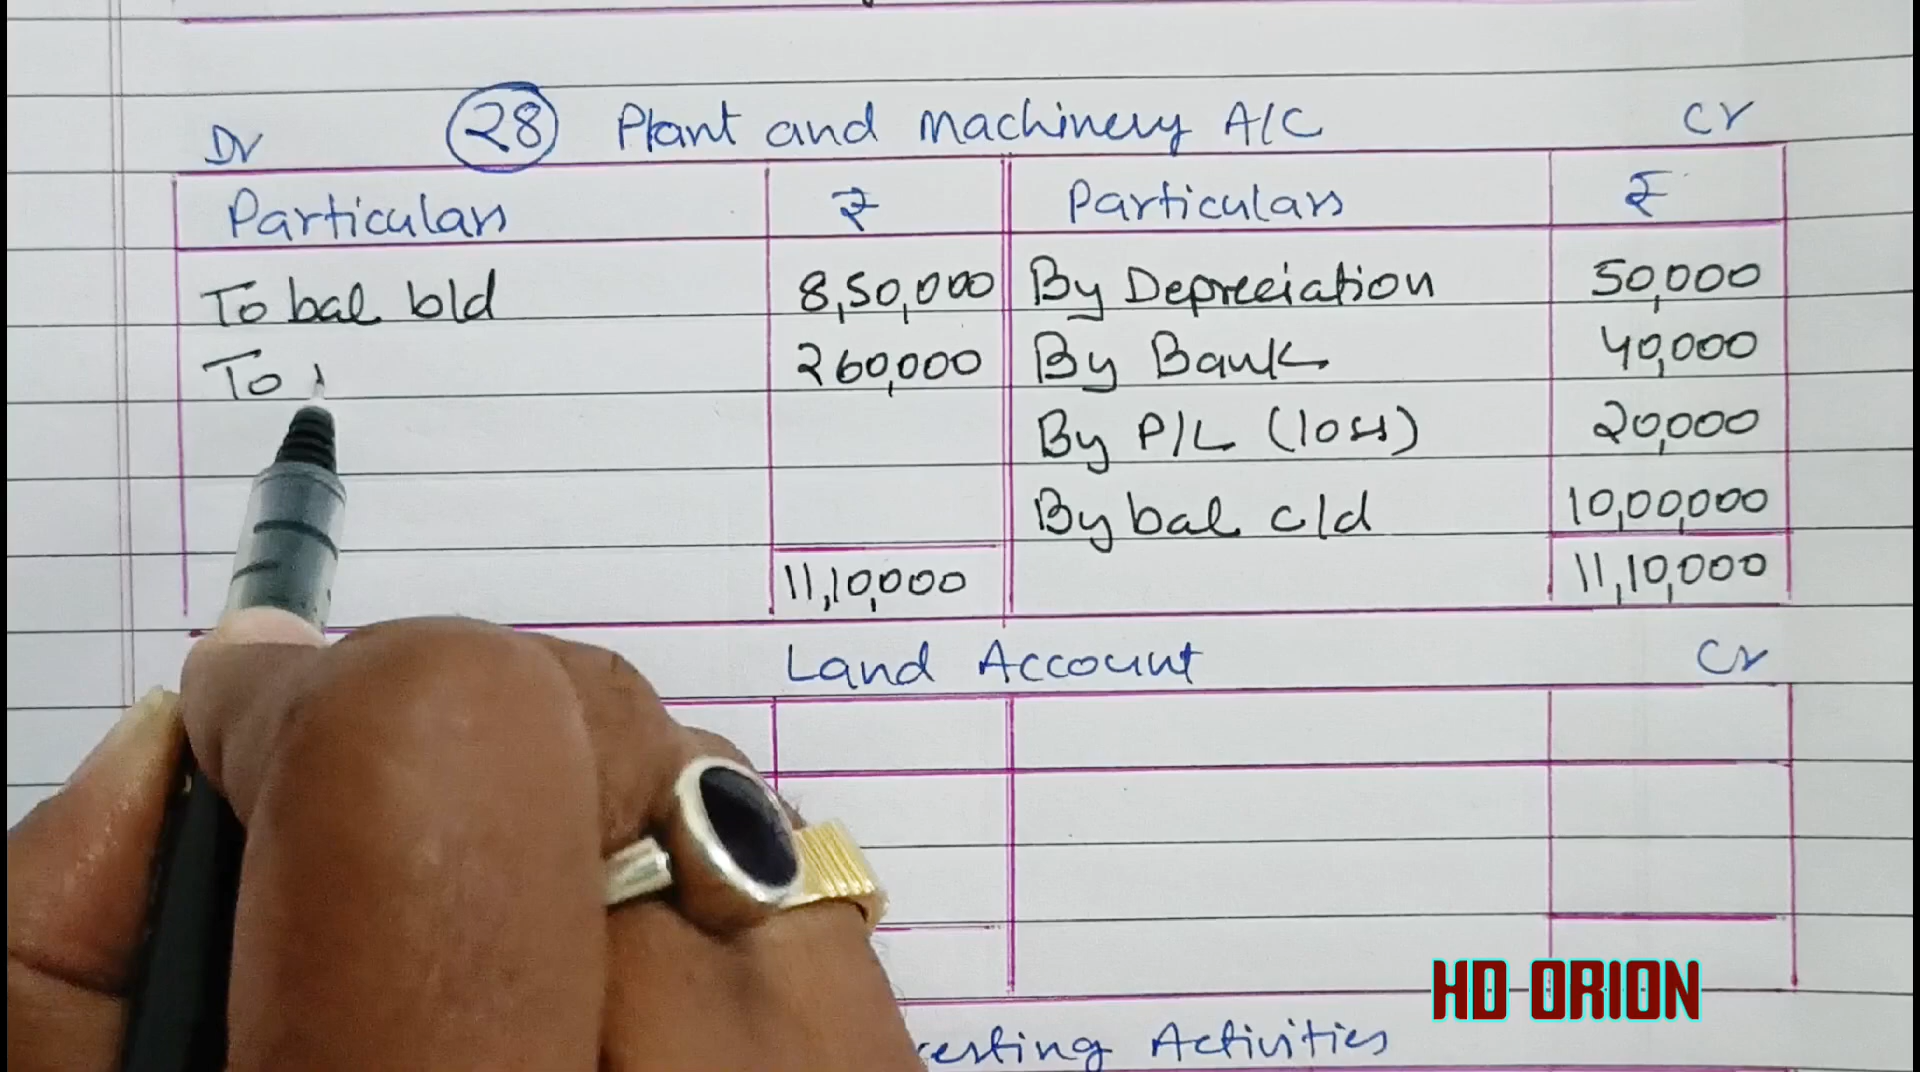 Dr (28) Plant and machinery A/C Cr
Particulars ₹ Particulars ₹
To bal b/d 8,50,000 By Depreciation 50,000
To 260,000 By Bank 40,000
By P/L (loss) 20,000
By bal c/d 10,00,000
11,10,000 11,10,000
Land Account Cr
Activities
HD ORION